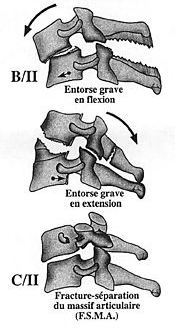 B/II
Entorse grave
en flexion
Entorse grave
en extension
C/II
Fracture-séparation
du massif articulaire
(F.S.M.A.)